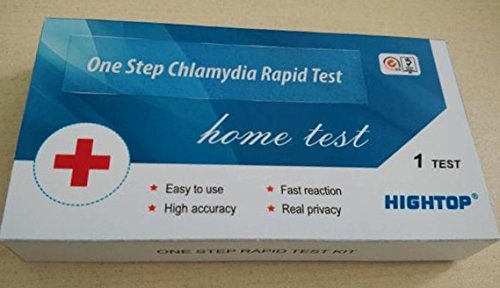 One Step Chlamydia Rapid Test
home test
1 TEST
★ Easy to use
★ Fast reaction
★ High accuracy
★ Real privacy
HIGHTOP®
ONE STEP RAPID TEST KIT